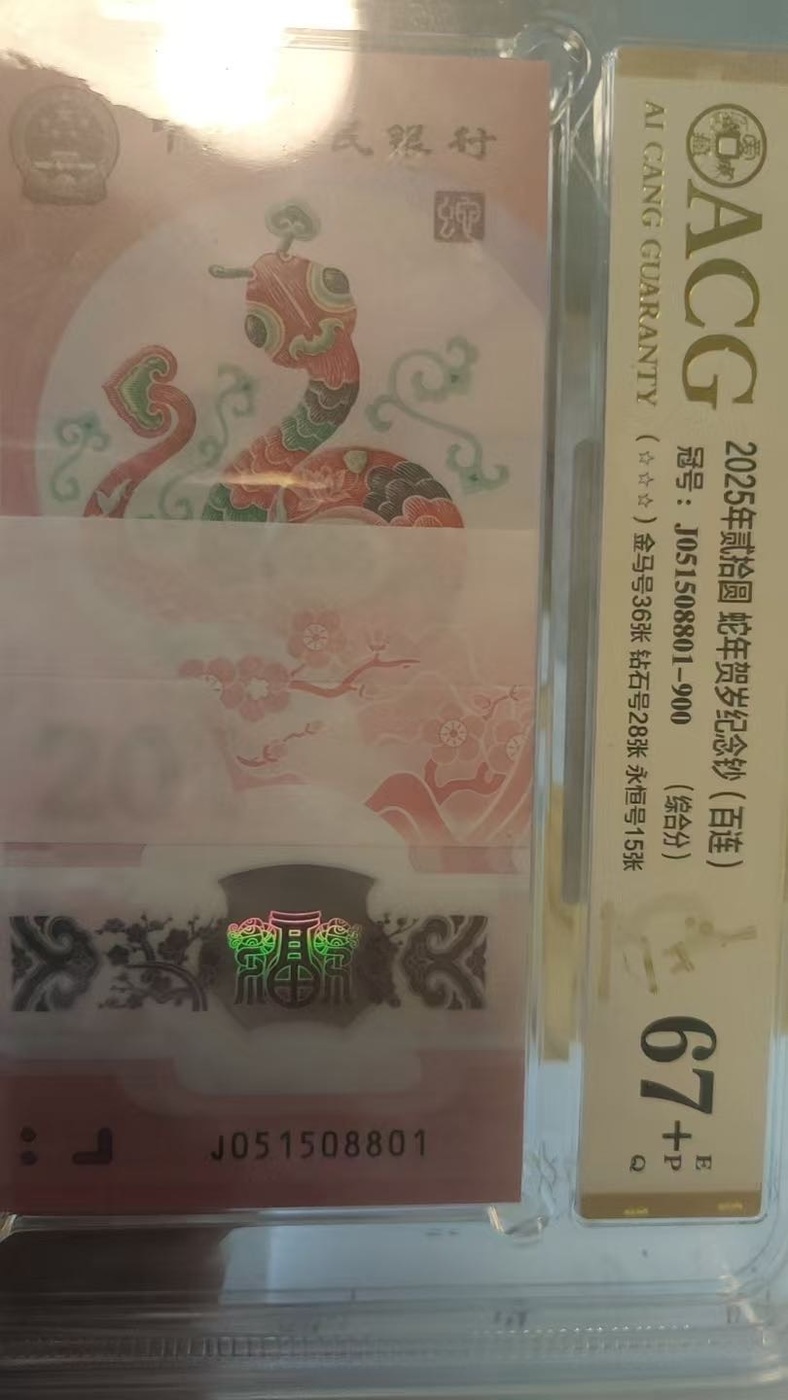 民银行
20
J051508801
ACG
AI CANG GUARANTY
2025年贰拾圆 蛇年贺岁纪念钞（百连）
冠号：J051508801-900 （综合分）
（☆☆☆）金马号36张 钻石号28张 永恒号15张
67+
E
P
Q